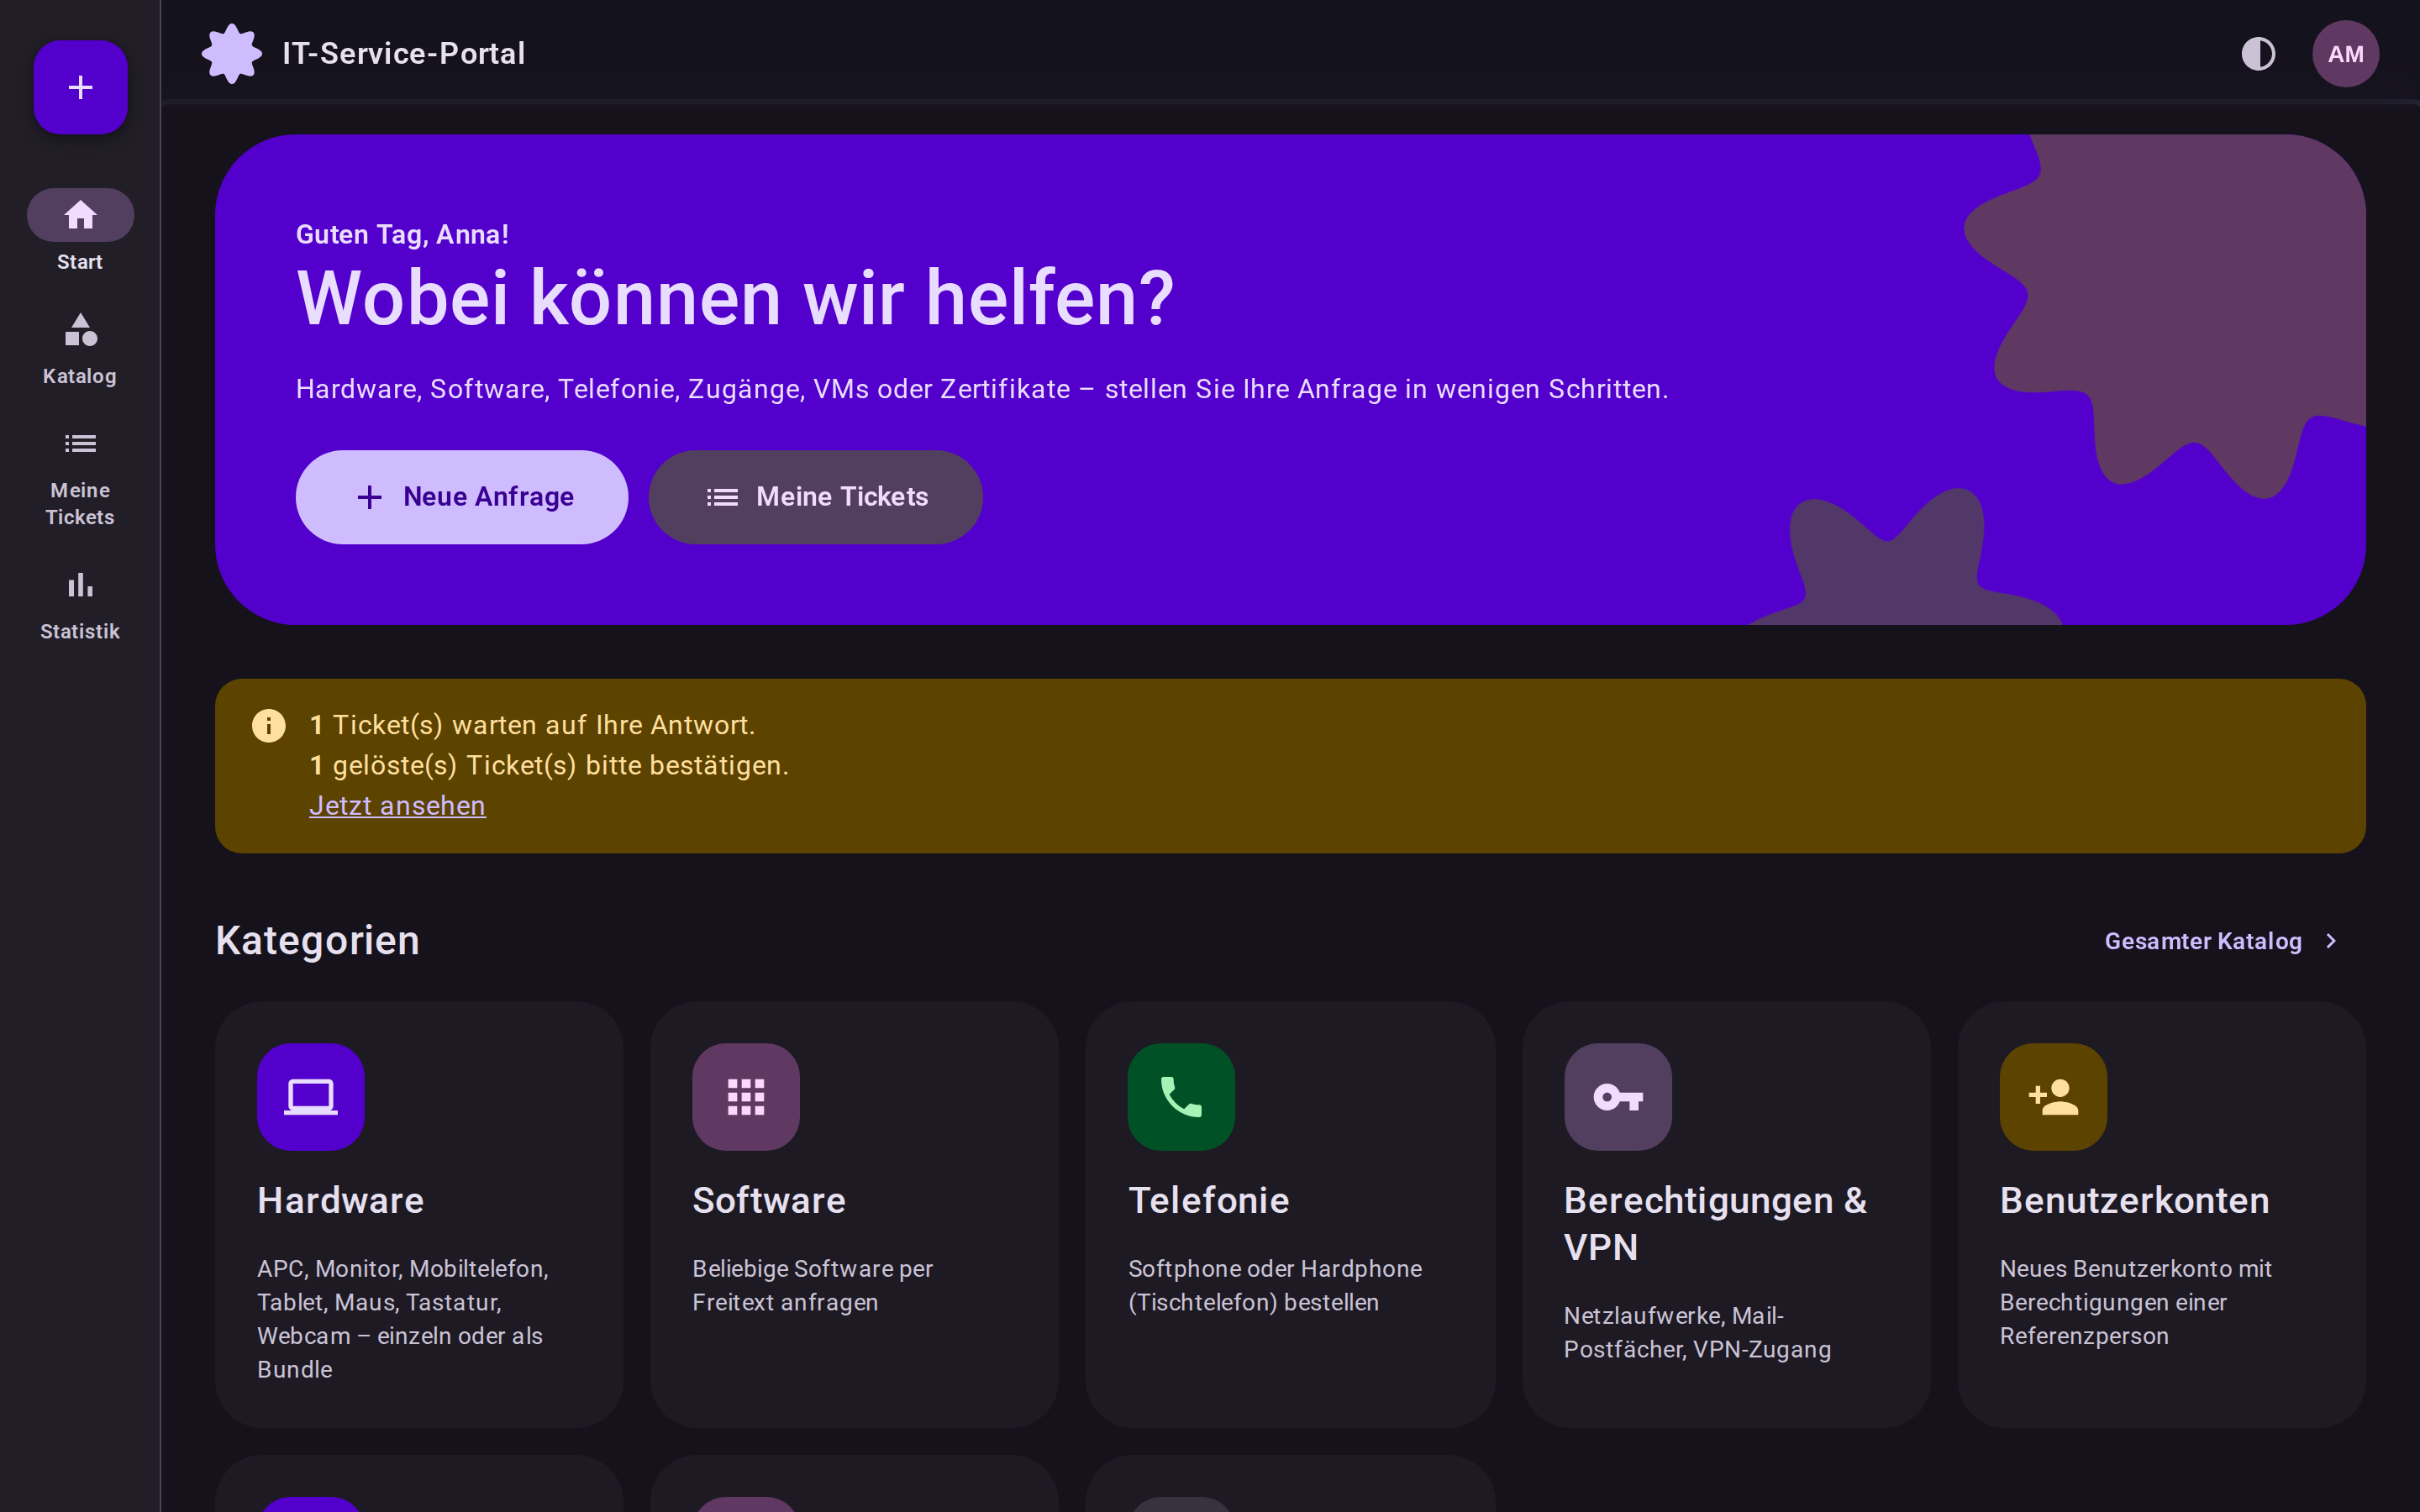 IT-Service-Portal
AM
Start
Katalog
Meine
Tickets
Statistik
Guten Tag, Anna!
Wobei können wir helfen?
Hardware, Software, Telefonie, Zugänge, VMs oder Zertifikate – stellen Sie Ihre Anfrage in wenigen Schritten.
Neue Anfrage
Meine Tickets
1 Ticket(s) warten auf Ihre Antwort.
1 gelöste(s) Ticket(s) bitte bestätigen.
Jetzt ansehen
Kategorien
Gesamter Katalog
Hardware
APC, Monitor, Mobiltelefon,
Tablet, Maus, Tastatur,
Webcam – einzeln oder als
Bundle
Software
Beliebige Software per
Freitext anfragen
Telefonie
Softphone oder Hardphone
(Tischtelefon) bestellen
Berechtigungen &
VPN
Netzlaufwerke, Mail-
Postfächer, VPN-Zugang
Benutzerkonten
Neues Benutzerkonto mit
Berechtigungen einer
Referenzperson